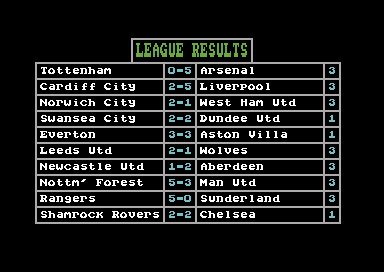 LEAGUE RESULTS
Tottenham 0=5 Arsenal 3
Cardiff City 2=5 Liverpool 3
Norwich City 2=1 West Ham Utd 3
Swansea City 2=2 Dundee Utd 1
Everton 3=3 Aston Villa 1
Leeds Utd 2=1 Wolves 3
Newcastle Utd 1=2 Aberdeen 3
Nottm' Forest 5=3 Man Utd 3
Rangers 5=0 Sunderland 3
Shamrock Rovers 2=2 Chelsea 1